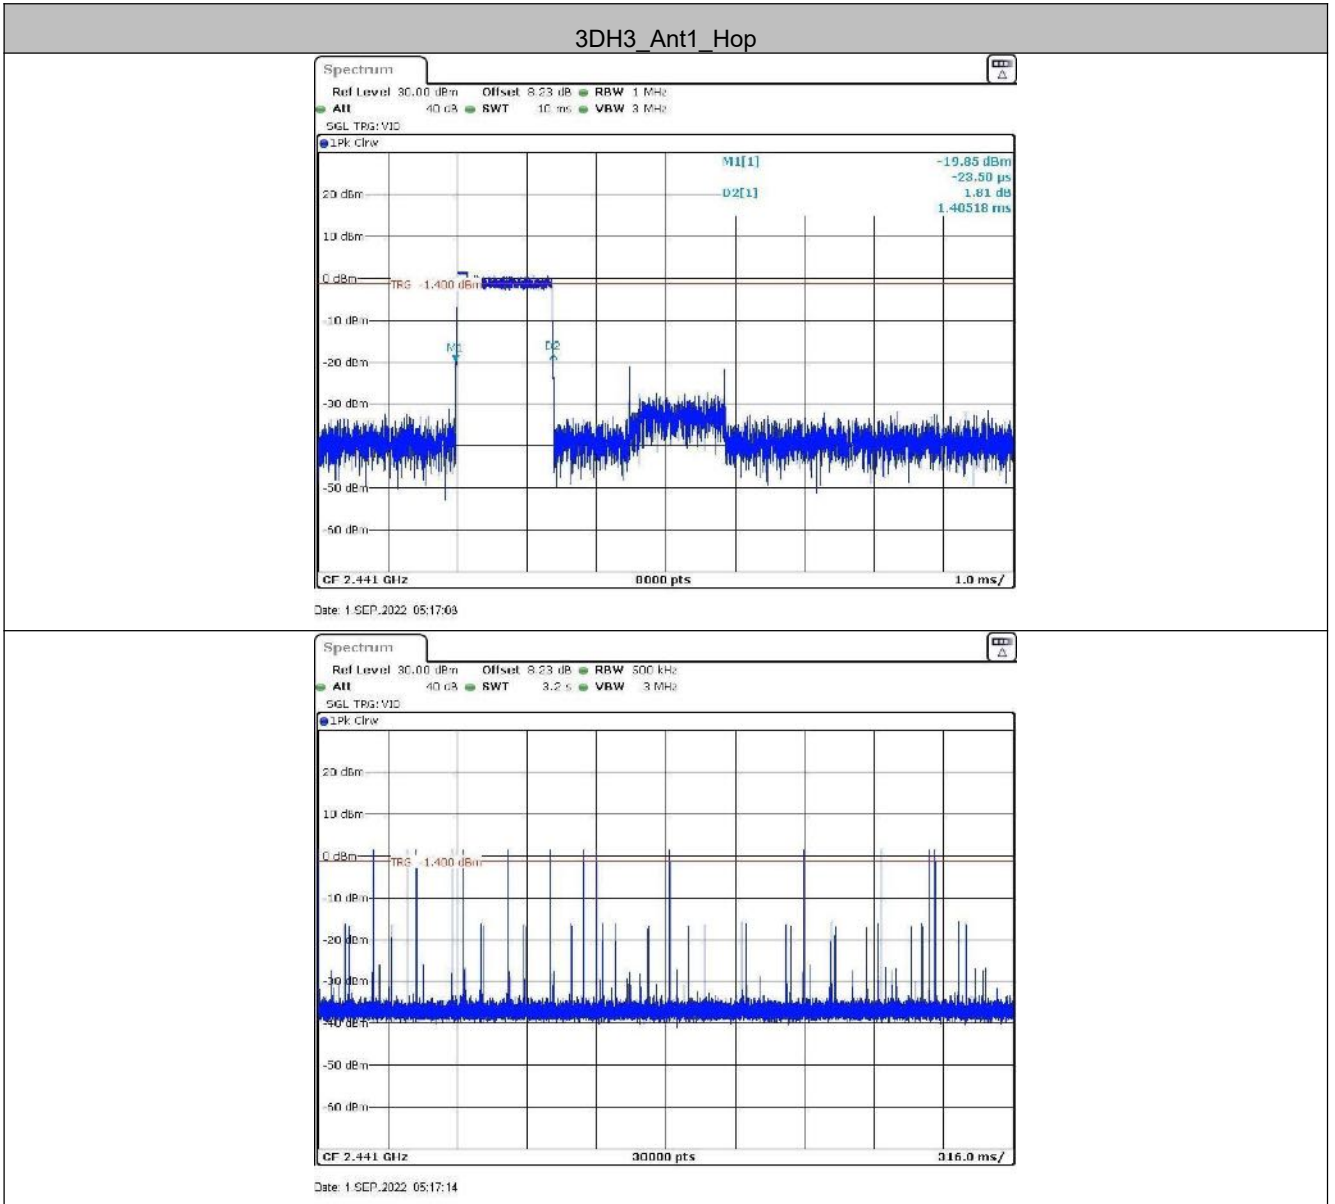 3DH3_Ant1_Hop
Spectrum
Ref Level 30.00 dBm Offset 8.23 dB RBW 1 MHz
Att 40 dB SWT 10 ms VBW 3 MHz
SGL TRG: VID
1Pk Clrw
M1[1] -19.85 dBm
-23.50 µs
D2[1] 1.81 dB
1.40518 ms
20 dBm
10 dBm
0 dBm
TRG -1.400 dBm
-10 dBm
M1 D2
-20 dBm
-30 dBm
-50 dBm
-60 dBm
CF 2.441 GHz 8000 pts 1.0 ms/
Date: 1.SEP.2022 05:17:08
Spectrum
Ref Level 30.00 dBm Offset 8.23 dB RBW 500 kHz
Att 40 dB SWT 3.2 s VBW 3 MHz
SGL TRG: VID
1Pk Clrw
20 dBm
10 dBm
0 dBm
TRG -1.400 dBm
-10 dBm
-20 dBm
-30 dBm
-40 dBm
-50 dBm
-60 dBm
CF 2.441 GHz 30000 pts 316.0 ms/
Date: 1.SEP.2022 05:17:14